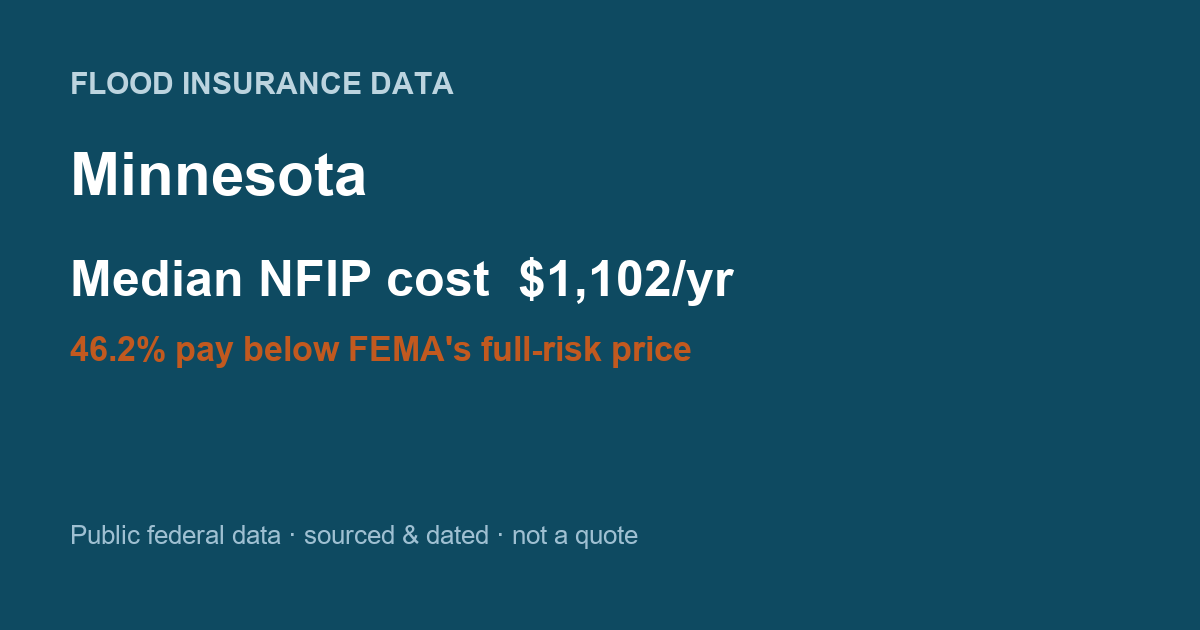 FLOOD INSURANCE DATA
Minnesota
Median NFIP cost $1,102/yr
46.2% pay below FEMA's full-risk price
Public federal data · sourced & dated · not a quote